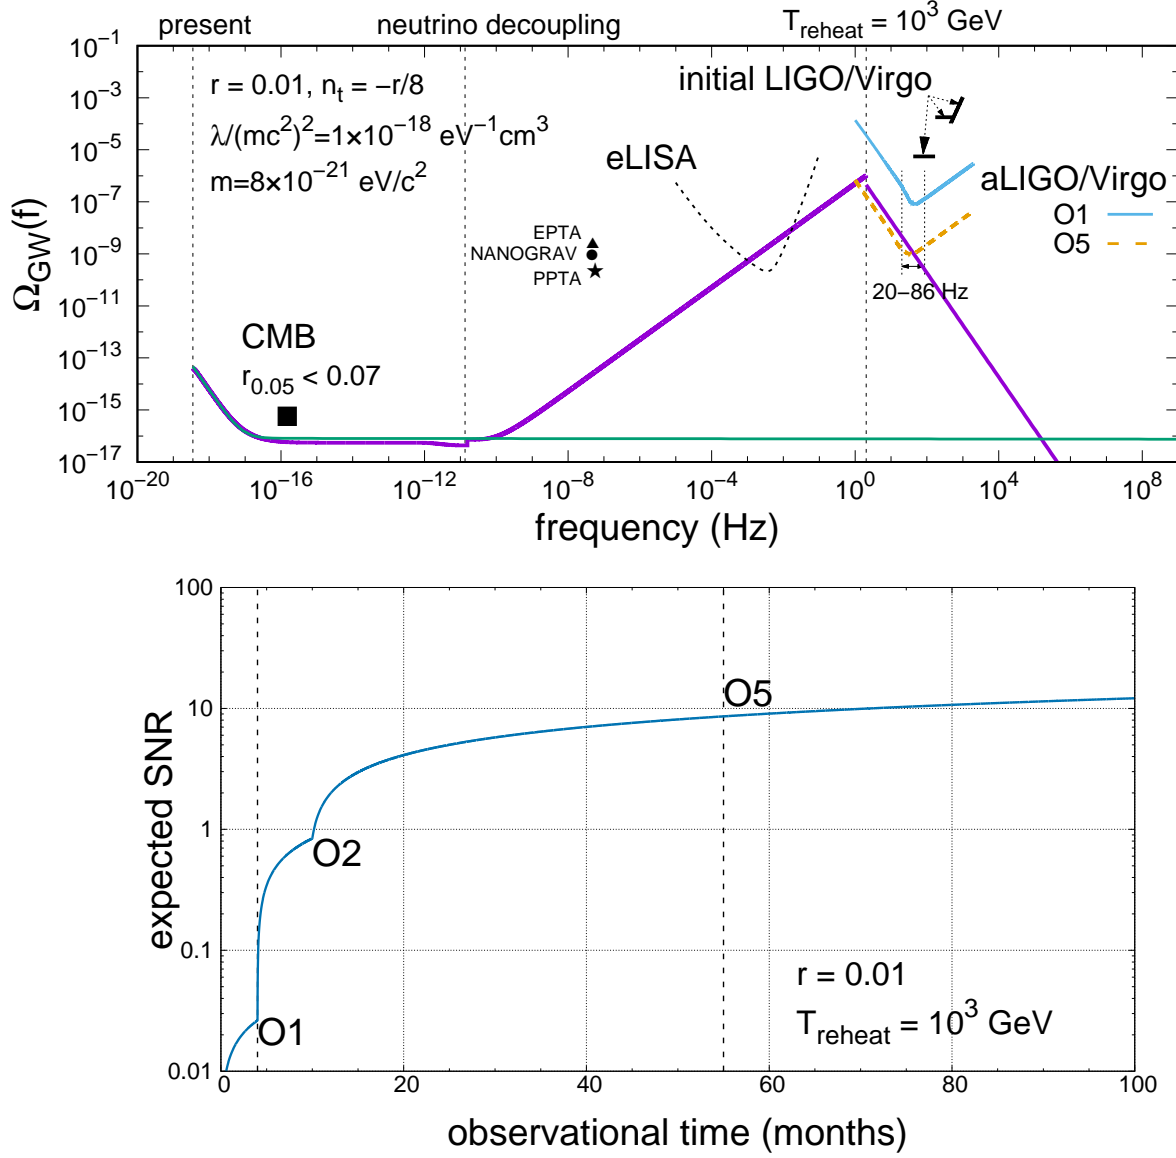 present neutrino decoupling T_reheat = 10^3 GeV
10^−1
10^−3
10^−5
10^−7
10^−9
10^−11
10^−13
10^−15
10^−17
Ω_GW(f)
r = 0.01, n_t = −r/8
λ/(mc^2)^2=1×10^−18 eV^−1cm^3
m=8×10^−21 eV/c^2
initial LIGO/Virgo
eLISA
aLIGO/Virgo
O1
O5
EPTA
NANOGRAV
PPTA
20−86 Hz
CMB
r_0.05 < 0.07
10^−20 10^−16 10^−12 10^−8 10^−4 10^0 10^4 10^8
frequency (Hz)
100
10
1
0.1
0.01
expected SNR
O5
O2
O1
r = 0.01
T_reheat = 10^3 GeV
0 20 40 60 80 100
observational time (months)